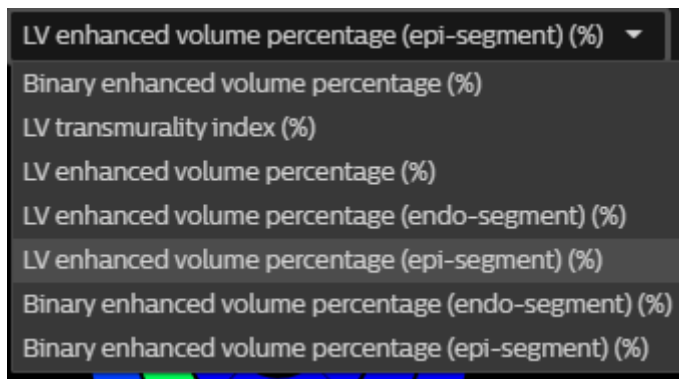 LV enhanced volume percentage (epi-segment) (%)
Binary enhanced volume percentage (%)
LV transmurality index (%)
LV enhanced volume percentage (%)
LV enhanced volume percentage (endo-segment) (%)
LV enhanced volume percentage (epi-segment) (%)
Binary enhanced volume percentage (endo-segment) (%)
Binary enhanced volume percentage (epi-segment) (%)